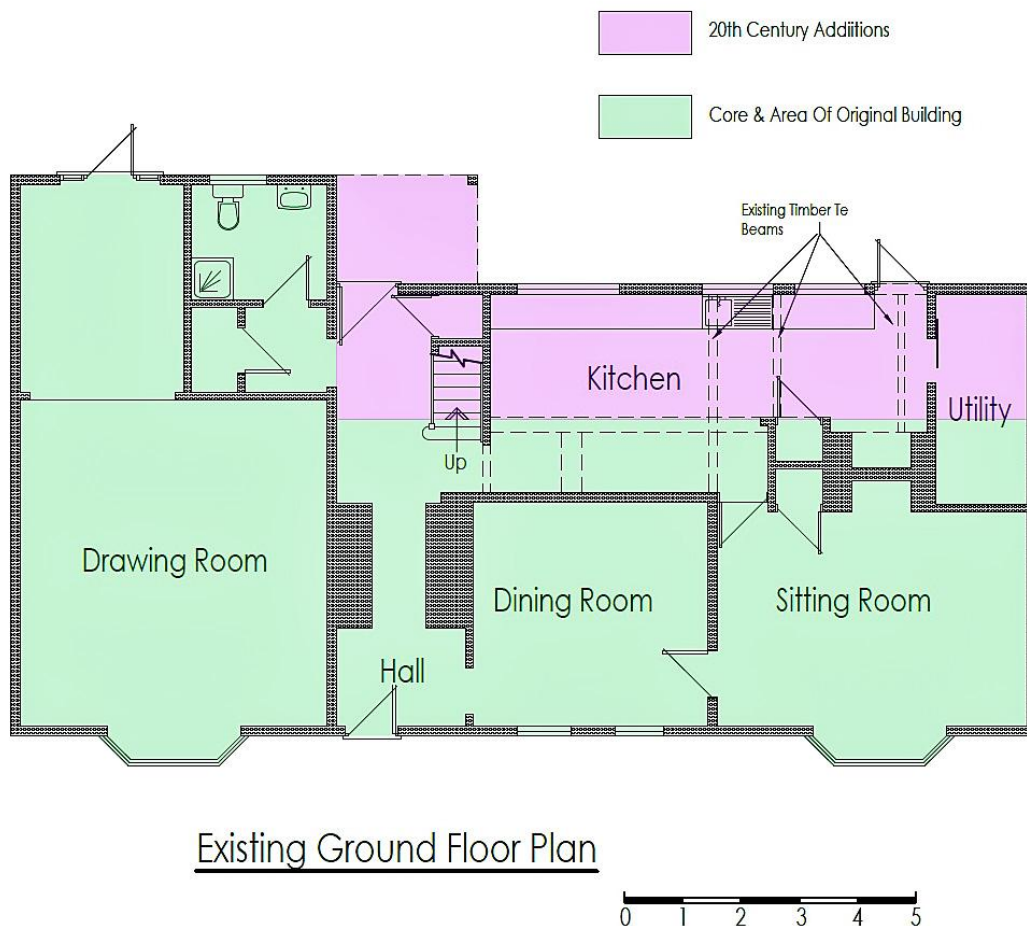 20th Century Addiitions
Core & Area Of Original Building
Existing Timber Te
Beams
Kitchen
Utility
Up
Drawing Room
Dining Room
Sitting Room
Hall
Existing Ground Floor Plan
0 1 2 3 4 5